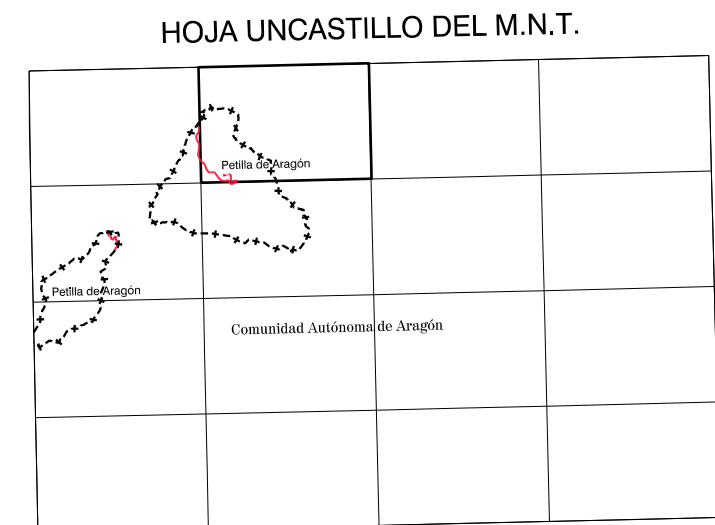 HOJA UNCASTILLO DEL M.N.T.
Petilla de Aragón
Petilla de Aragón
Comunidad Autónoma de Aragón